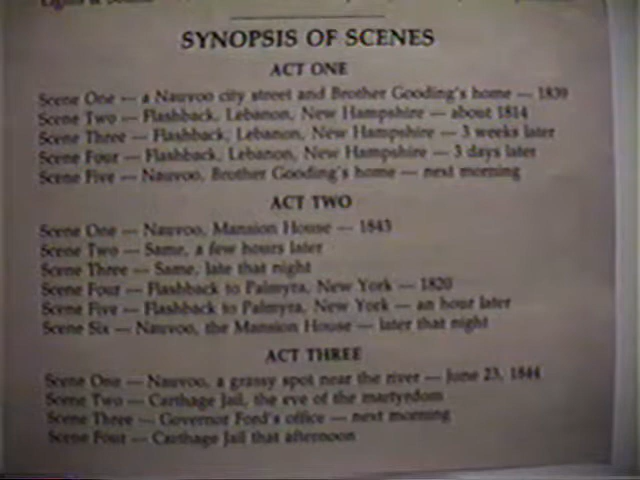 SYNOPSIS OF SCENES
ACT ONE
Scene One — a Nauvoo city street and Brother Gooding's home — 1839
Scene Two — Flashback, Lebanon, New Hampshire — about 1814
Scene Three — Flashback, Lebanon, New Hampshire — 3 weeks later
Scene Four — Flashback, Lebanon, New Hampshire — 3 days later
Scene Five — Nauvoo, Brother Gooding's home — next morning
ACT TWO
Scene One — Nauvoo, Mansion House — 1843
Scene Two — Same, a few hours later
Scene Three — Same, late that night
Scene Four — Flashback to Palmyra, New York — 1820
Scene Five — Flashback to Palmyra, New York — an hour later
Scene Six — Nauvoo, the Mansion House — later that night
ACT THREE
Scene One — Nauvoo, a grassy spot near the river — June 23, 1844
Scene Two — Carthage Jail, the eve of the martyrdom
Scene Three — Governor Ford's office — next morning
Scene Four — Carthage Jail that afternoon